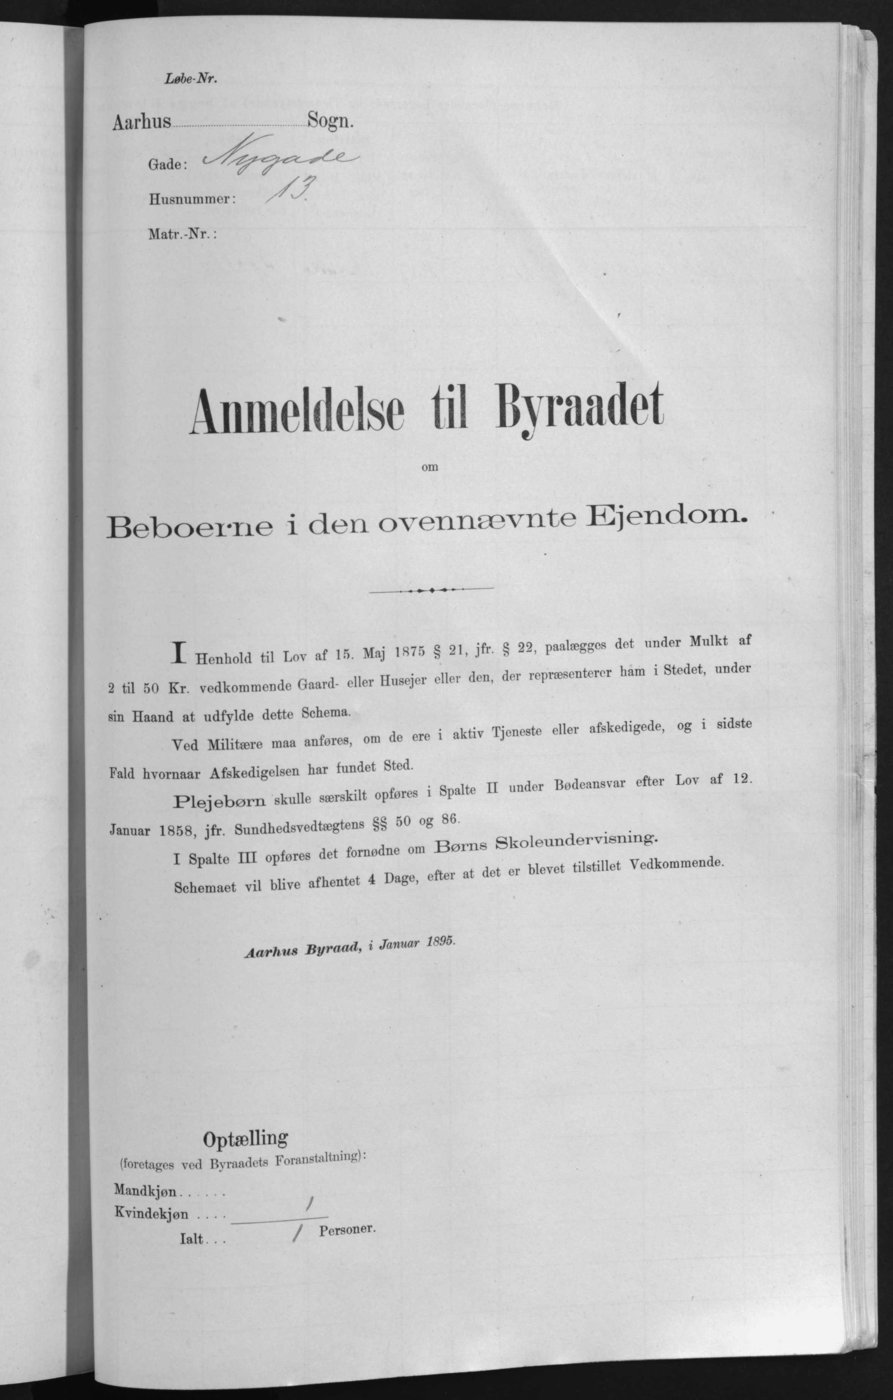 Løbe-Nr.
Aarhus Sogn.
Gade: Nygade
Husnummer: 13.
Matr.-Nr.:
Anmeldelse til Byraadet
om
Beboerne i den ovennævnte Ejendom.
I Henhold til Lov af 15. Maj 1875 § 21, jfr. § 22, paalægges det under Mulkt af
2 til 50 Kr. vedkommende Gaard- eller Husejer eller den, der repræsenterer ham i Stedet, under
sin Haand at udfylde dette Schema.
Ved Militære maa anføres, om de ere i aktiv Tjeneste eller afskedigede, og i sidste
Fald hvornaar Afskedigelsen har fundet Sted.
Plejebørn skulle særskilt opføres i Spalte II under Bødeansvar efter Lov af 12.
Januar 1858, jfr. Sundhedsvedtægtens §§ 50 og 86.
I Spalte III opføres det fornødne om Børns Skoleundervisning.
Schemaet vil blive afhentet 4 Dage, efter at det er blevet tilstillet Vedkommende.
Aarhus Byraad, i Januar 1895.
Optælling
(foretages ved Byraadets Foranstaltning):
Mandkjøn......
Kvindekjøn .... 1
Ialt... 1 Personer.